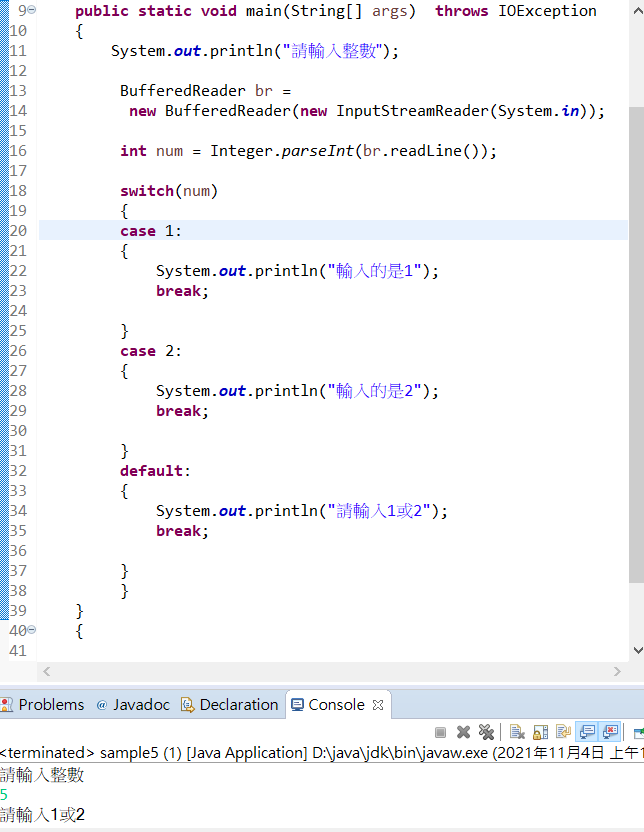 9 public static void main(String[] args)  throws IOException
10 {
11 System.out.println("請輸入整數");
12
13 BufferedReader br =
14 new BufferedReader(new InputStreamReader(System.in));
15
16 int num = Integer.parseInt(br.readLine());
17
18 switch(num)
19 {
20 case 1:
21 {
22 System.out.println("輸入的是1");
23 break;
24
25 }
26 case 2:
27 {
28 System.out.println("輸入的是2");
29 break;
30
31 }
32 default:
33 {
34 System.out.println("請輸入1或2");
35 break;
36
37 }
38 }
39 }
40 {
41
Problems @ Javadoc Declaration Console
<terminated> sample5 (1) [Java Application] D:\java\jdk\bin\javaw.exe (2021年11月4日 上午1
請輸入整數
5
請輸入1或2